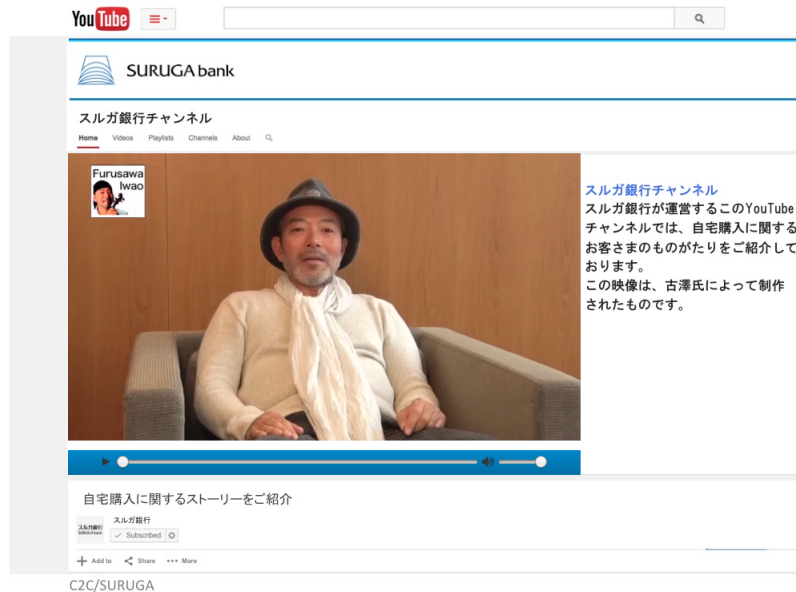 YouTube
SURUGA bank
スルガ銀行チャンネル
Home Videos Playlists Channels About
Furusawa
Iwao
スルガ銀行チャンネル
スルガ銀行が運営するこのYouTube
チャンネルでは、自宅購入に関する
お客さまのものがたりをご紹介して
おります。
この映像は、古澤氏によって制作
されたものです。
自宅購入に関するストーリーをご紹介
スルガ銀行
スルガ銀行
SURUGA bank
Subscribed
Add to Share More
C2C/SURUGA